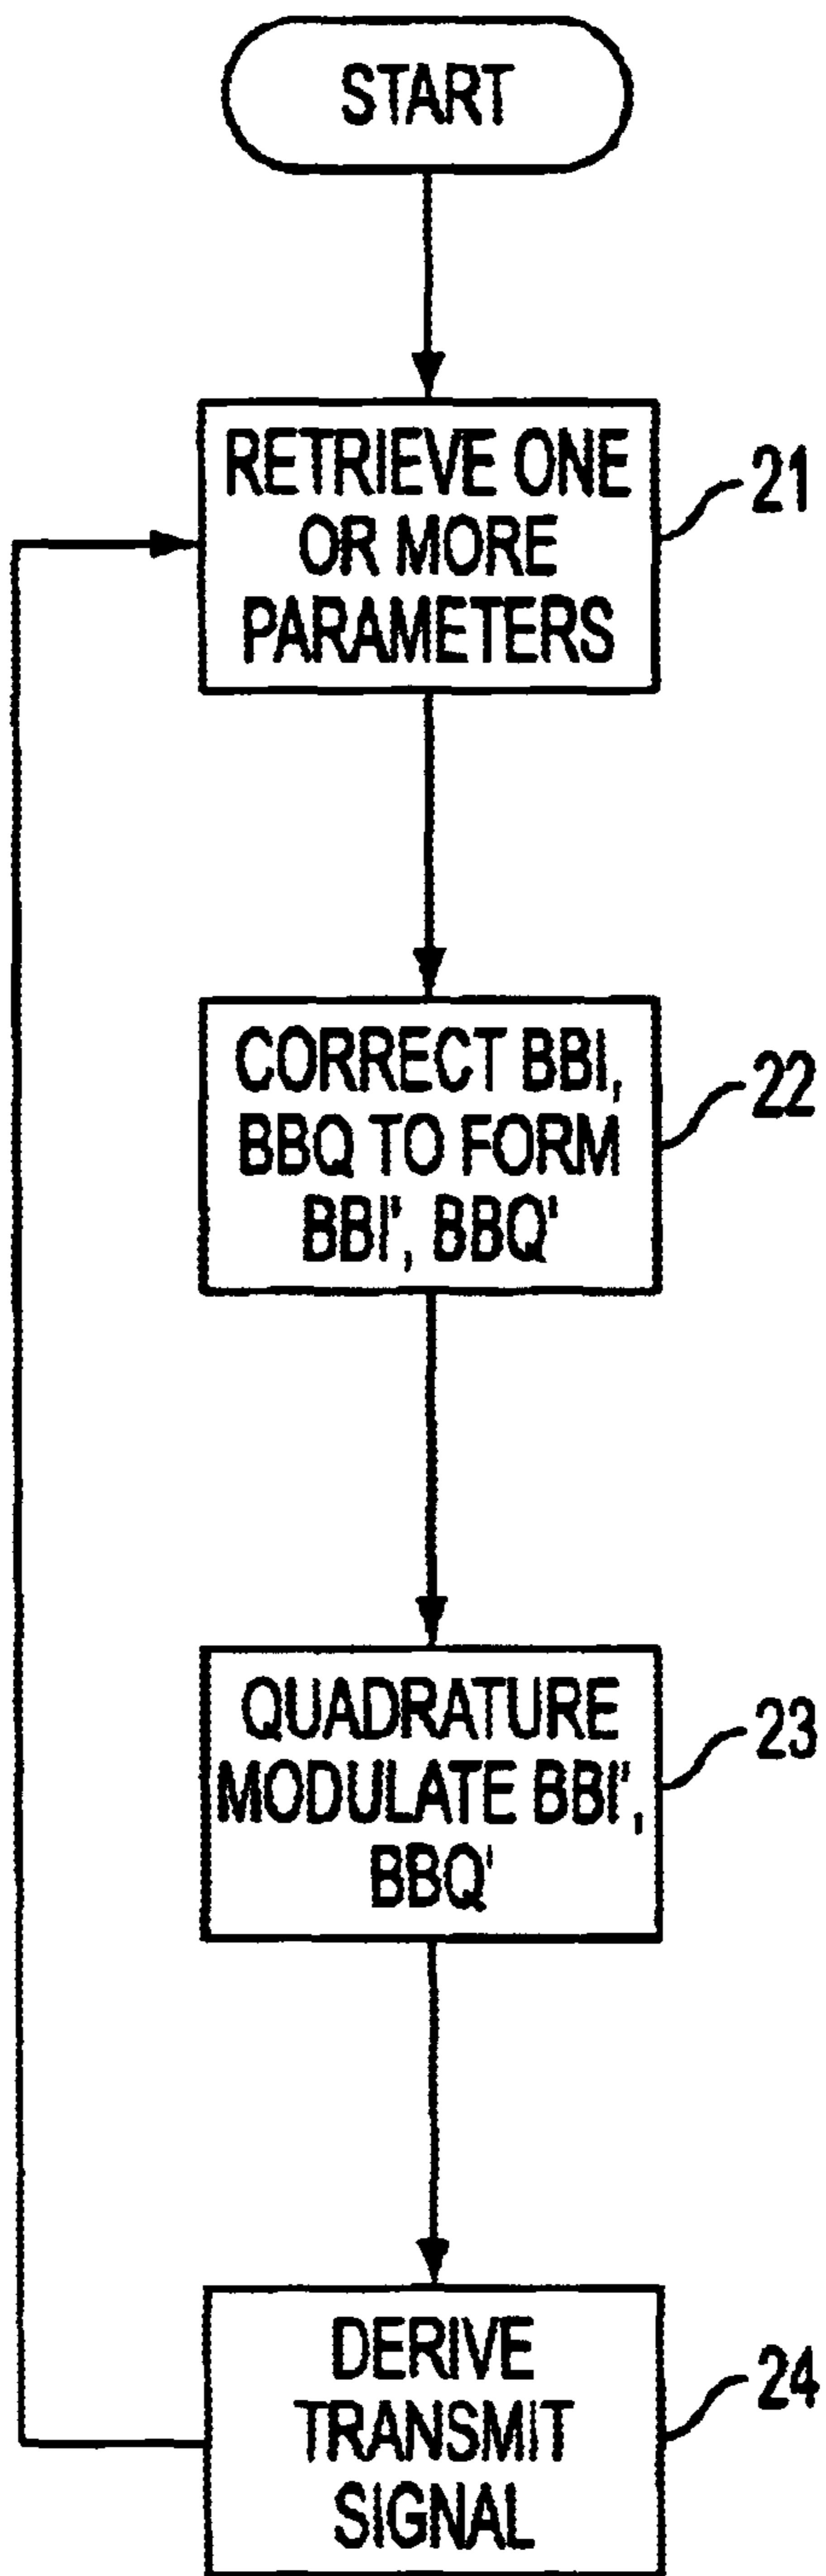 START
RETRIEVE ONE
OR MORE
PARAMETERS
21
CORRECT BBI,
BBQ TO FORM
BBI', BBQ'
22
QUADRATURE
MODULATE BBI',
BBQ'
23
DERIVE
TRANSMIT
SIGNAL
24